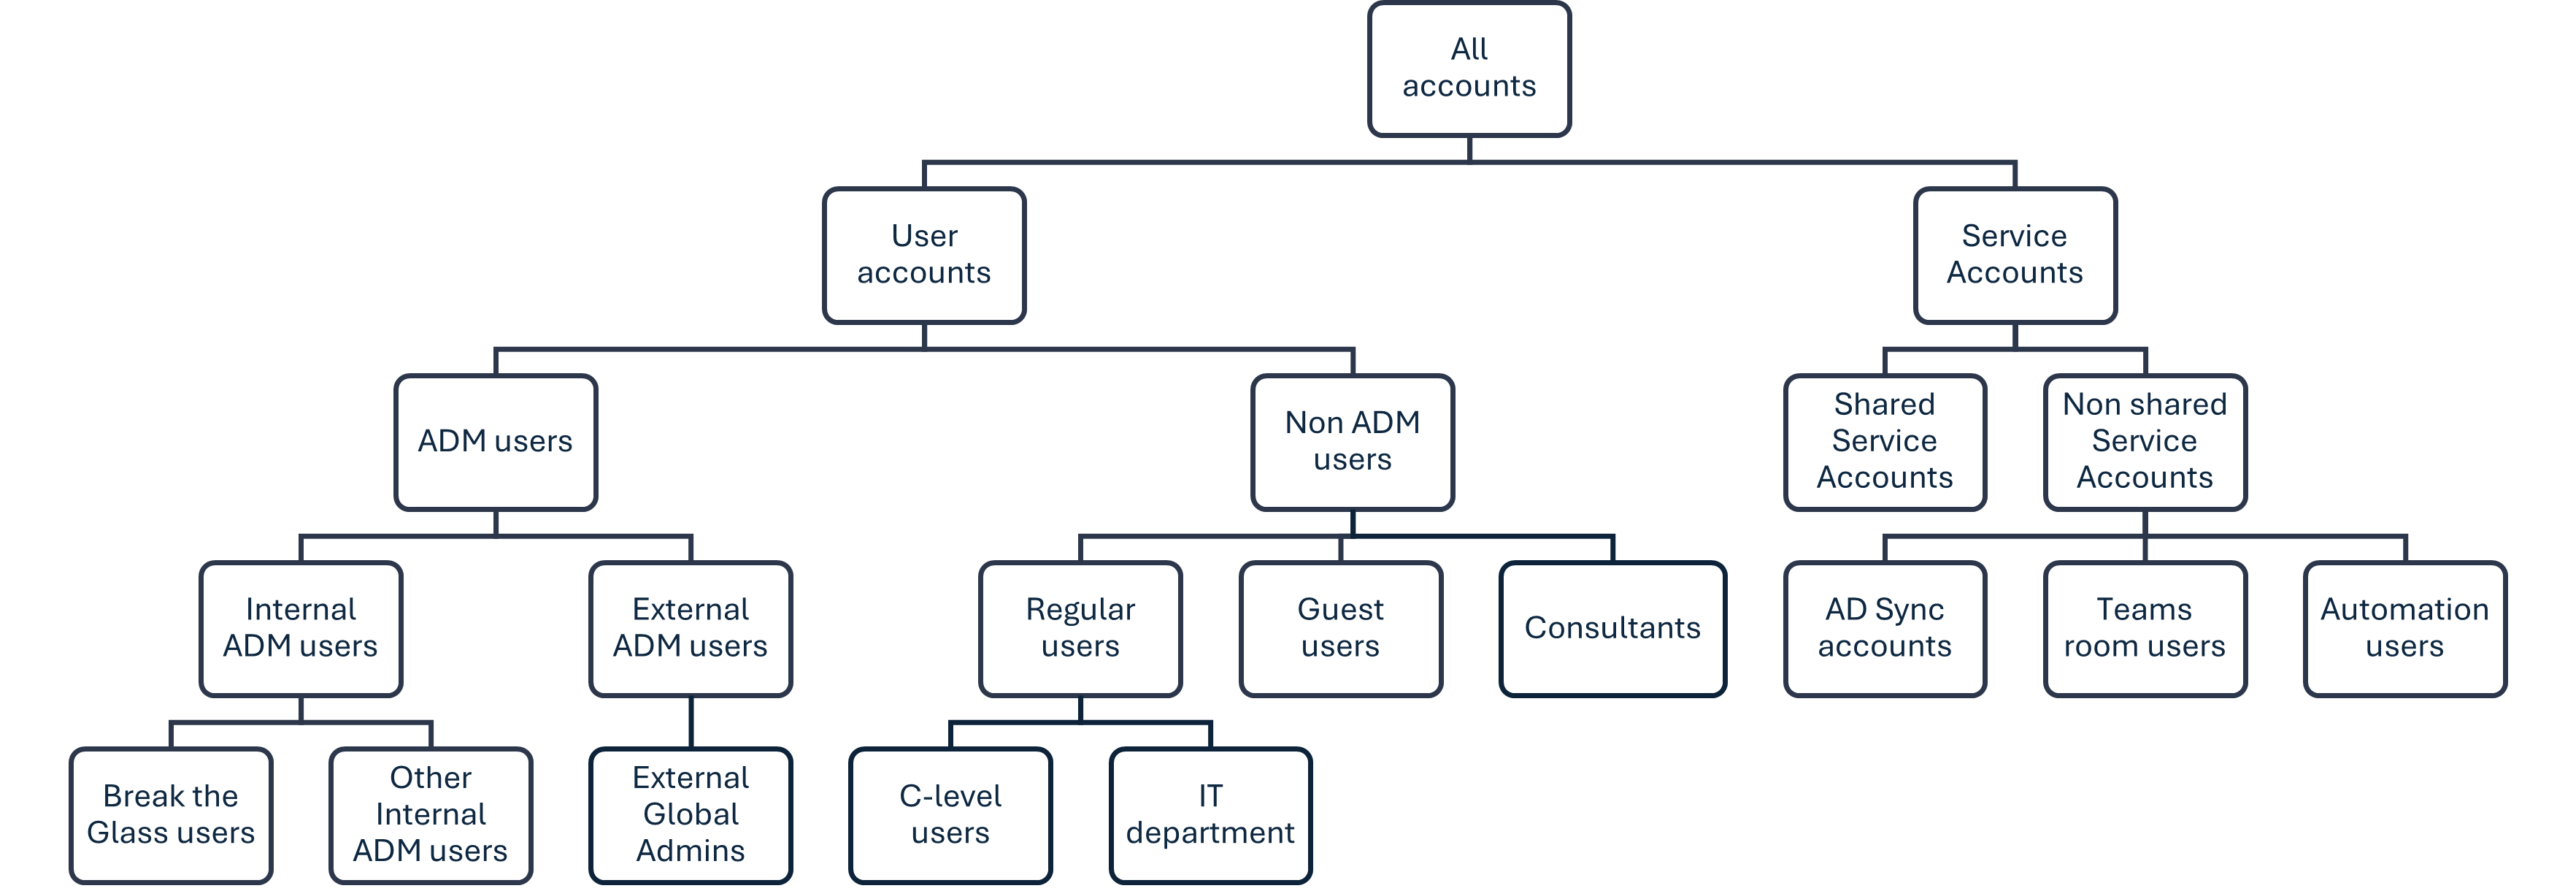 All
accounts
User
accounts
Service
Accounts
ADM users
Non ADM
users
Shared
Service
Accounts
Non shared
Service
Accounts
Internal
ADM users
External
ADM users
Regular
users
Guest
users
Consultants
AD Sync
accounts
Teams
room users
Automation
users
Break the
Glass users
Other
Internal
ADM users
External
Global
Admins
C-level
users
IT
department